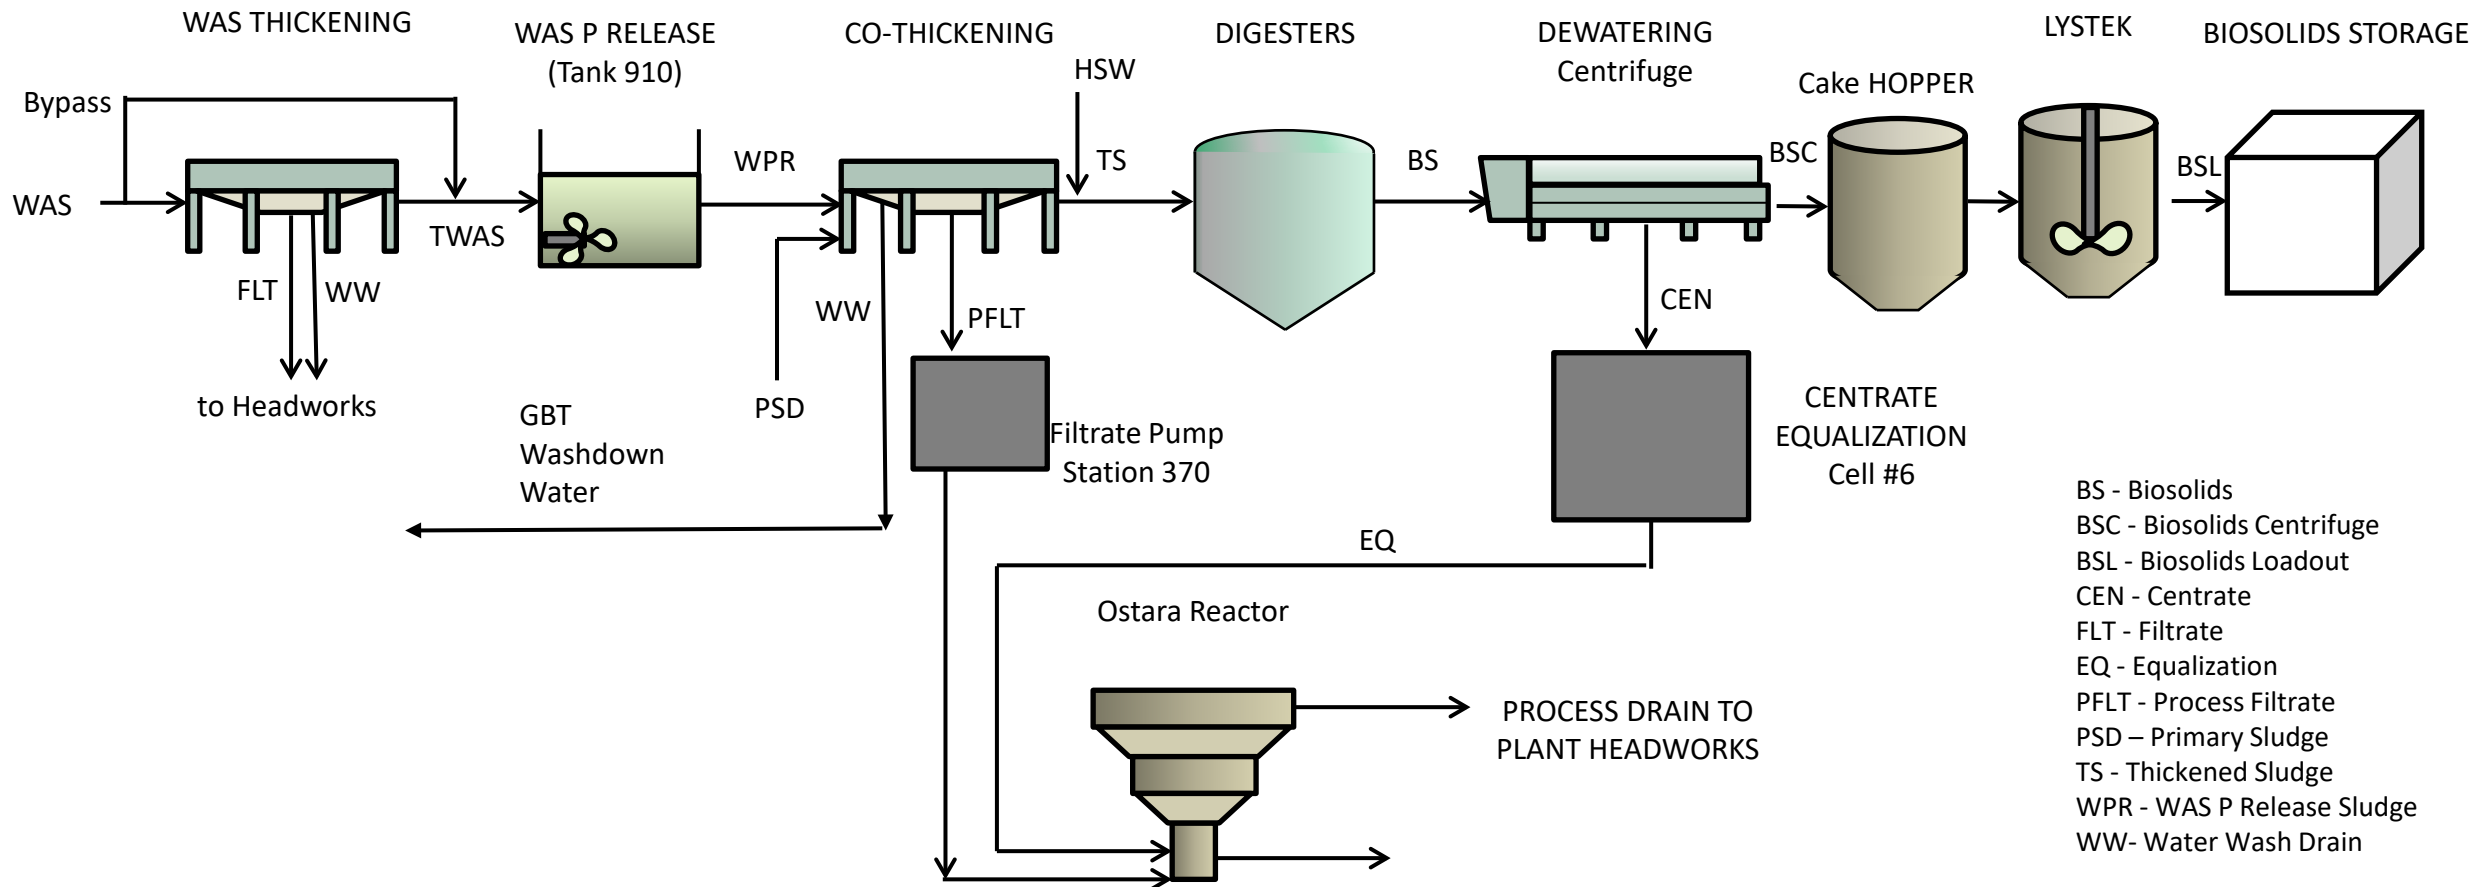 WAS THICKENING
WAS P RELEASE
(Tank 910)
CO-THICKENING
DIGESTERS
DEWATERING
Centrifuge
LYSTEK
BIOSOLIDS STORAGE
HSW
Cake HOPPER
Bypass
WAS
TWAS
WPR
TS
BS
BSC
BSL
FLT
WW
WW
PFLT
CEN
to Headworks
GBT
Washdown
Water
PSD
Filtrate Pump
Station 370
CENTRATE
EQUALIZATION
Cell #6
EQ
Ostara Reactor
PROCESS DRAIN TO
PLANT HEADWORKS
BS - Biosolids
BSC - Biosolids Centrifuge
BSL - Biosolids Loadout
CEN - Centrate
FLT - Filtrate
EQ - Equalization
PFLT - Process Filtrate
PSD – Primary Sludge
TS - Thickened Sludge
WPR - WAS P Release Sludge
WW- Water Wash Drain